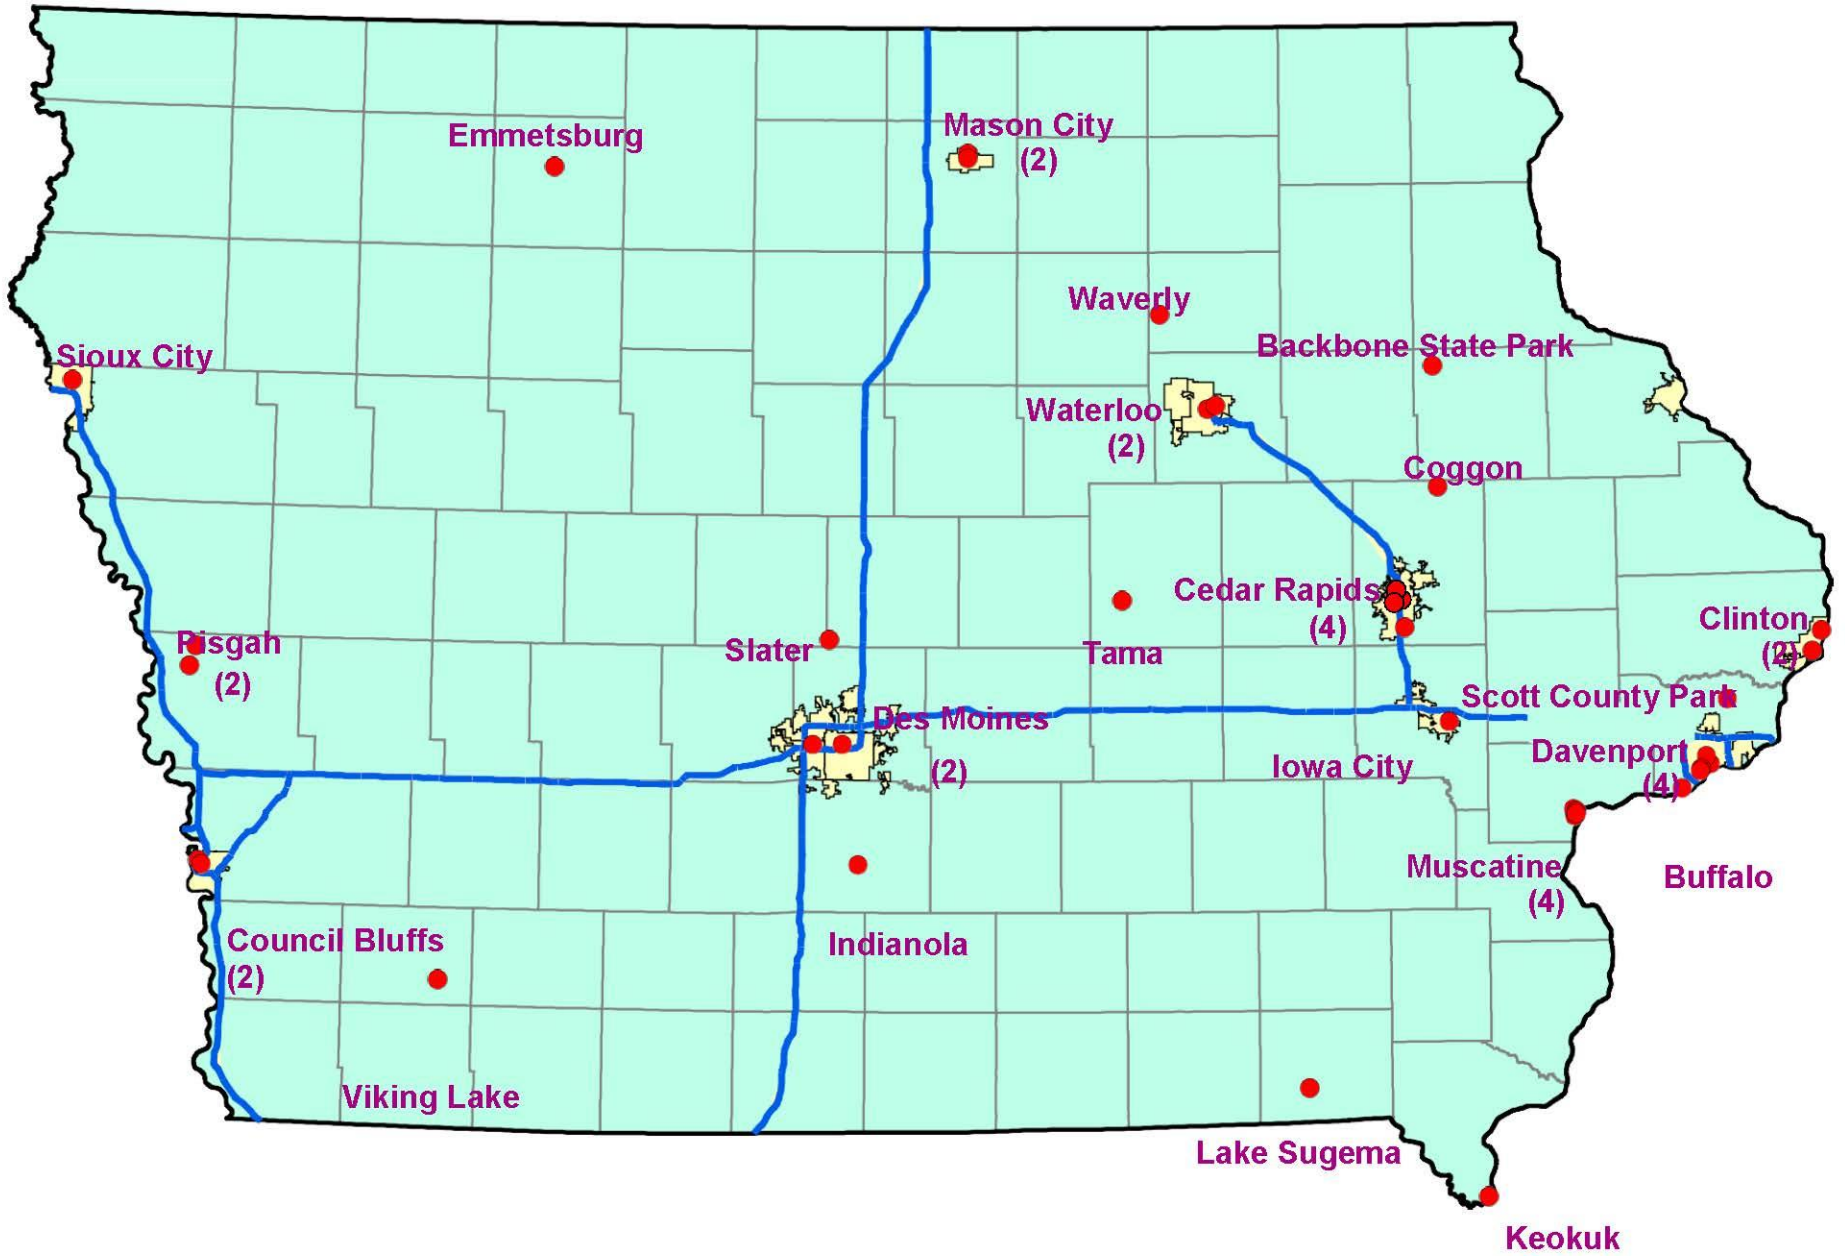 Emmetsburg
Mason City
(2)
Waverly
Sioux City
Backbone State Park
Waterloo
(2)
Coggon
Cedar Rapids
(4)
Clinton
(2)
Pisgah
(2)
Slater
Tama
Scott County Park
Des Moines
(2)
Davenport
(4)
Iowa City
Muscatine
(4)
Buffalo
Council Bluffs
(2)
Indianola
Viking Lake
Lake Sugema
Keokuk